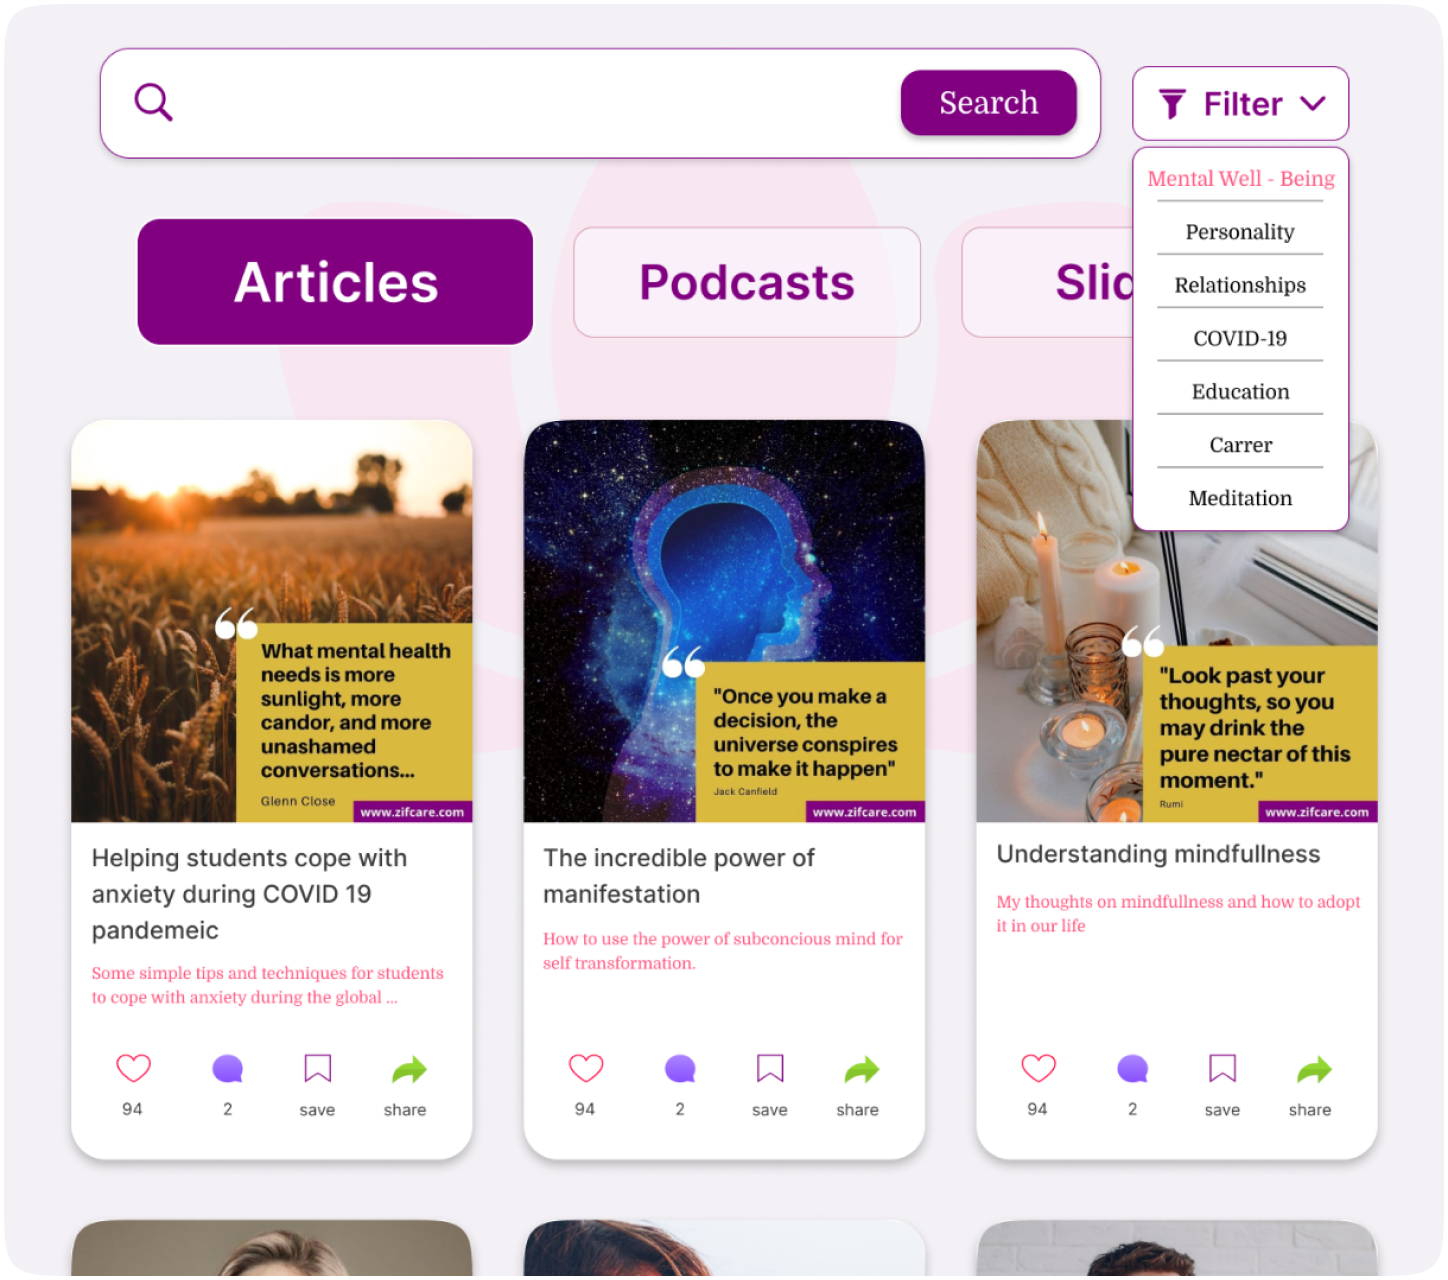 Search
Filter
Mental Well - Being
Personality
Relationships
COVID-19
Education
Carrer
Meditation
Articles
Podcasts
What mental health
needs is more
sunlight, more
candor, and more
unashamed
conversations...
Glenn Close
www.zifcare.com
Helping students cope with
anxiety during COVID 19
pandemeic
Some simple tips and techniques for students
to cope with anxiety during the global ...
94
2
save
share
"Once you make a
decision, the
universe conspires
to make it happen"
Jack Canfield
www.zifcare.com
The incredible power of
manifestation
How to use the power of subconcious mind for
self transformation.
94
2
save
share
"Look past your
thoughts, so you
may drink the
pure nectar of this
moment."
Rumi
www.zifcare.com
Understanding mindfullness
My thoughts on mindfullness and how to adopt
it in our life
94
2
save
share